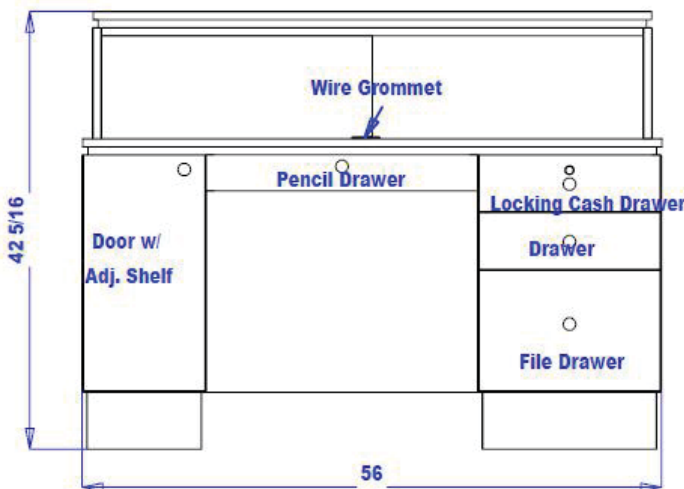 Wire Grommet
Pencil Drawer
Locking Cash Drawer
42 5/16
Door w/
Adj. Shelf
Drawer
File Drawer
56